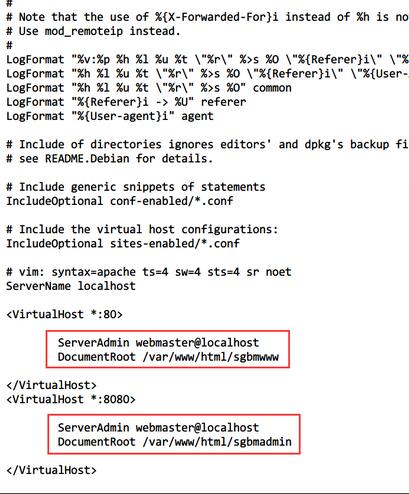 #
# Note that the use of %{X-Forwarded-For}i instead of %h is no
# Use mod_remoteip instead.
#
LogFormat "%v:%p %h %l %u %t \"%r\" %>s %O \"%{Referer}i\" \"%
LogFormat "%h %l %u %t \"%r\" %>s %O \"%{Referer}i\" \"%{User-
LogFormat "%h %l %u %t \"%r\" %>s %O" common
LogFormat "%{Referer}i -> %U" referer
LogFormat "%{User-agent}i" agent
# Include of directories ignores editors' and dpkg's backup fi
# see README.Debian for details.
# Include generic snippets of statements
IncludeOptional conf-enabled/*.conf
# Include the virtual host configurations:
IncludeOptional sites-enabled/*.conf
# vim: syntax=apache ts=4 sw=4 sts=4 sr noet
ServerName localhost
<VirtualHost *:80>
ServerAdmin webmaster@localhost
DocumentRoot /var/www/html/sgbmwww
</VirtualHost>
<VirtualHost *:8080>
ServerAdmin webmaster@localhost
DocumentRoot /var/www/html/sgbmadmin
</VirtualHost>